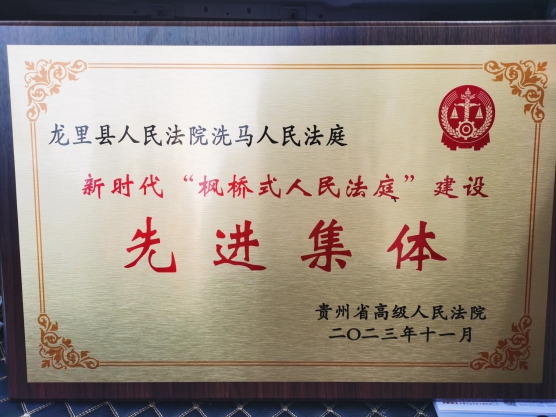 龙里县人民法院洗马人民法庭
新时代“枫桥式人民法庭”建设
先进集体
贵州省高级人民法院
二〇二三年十一月